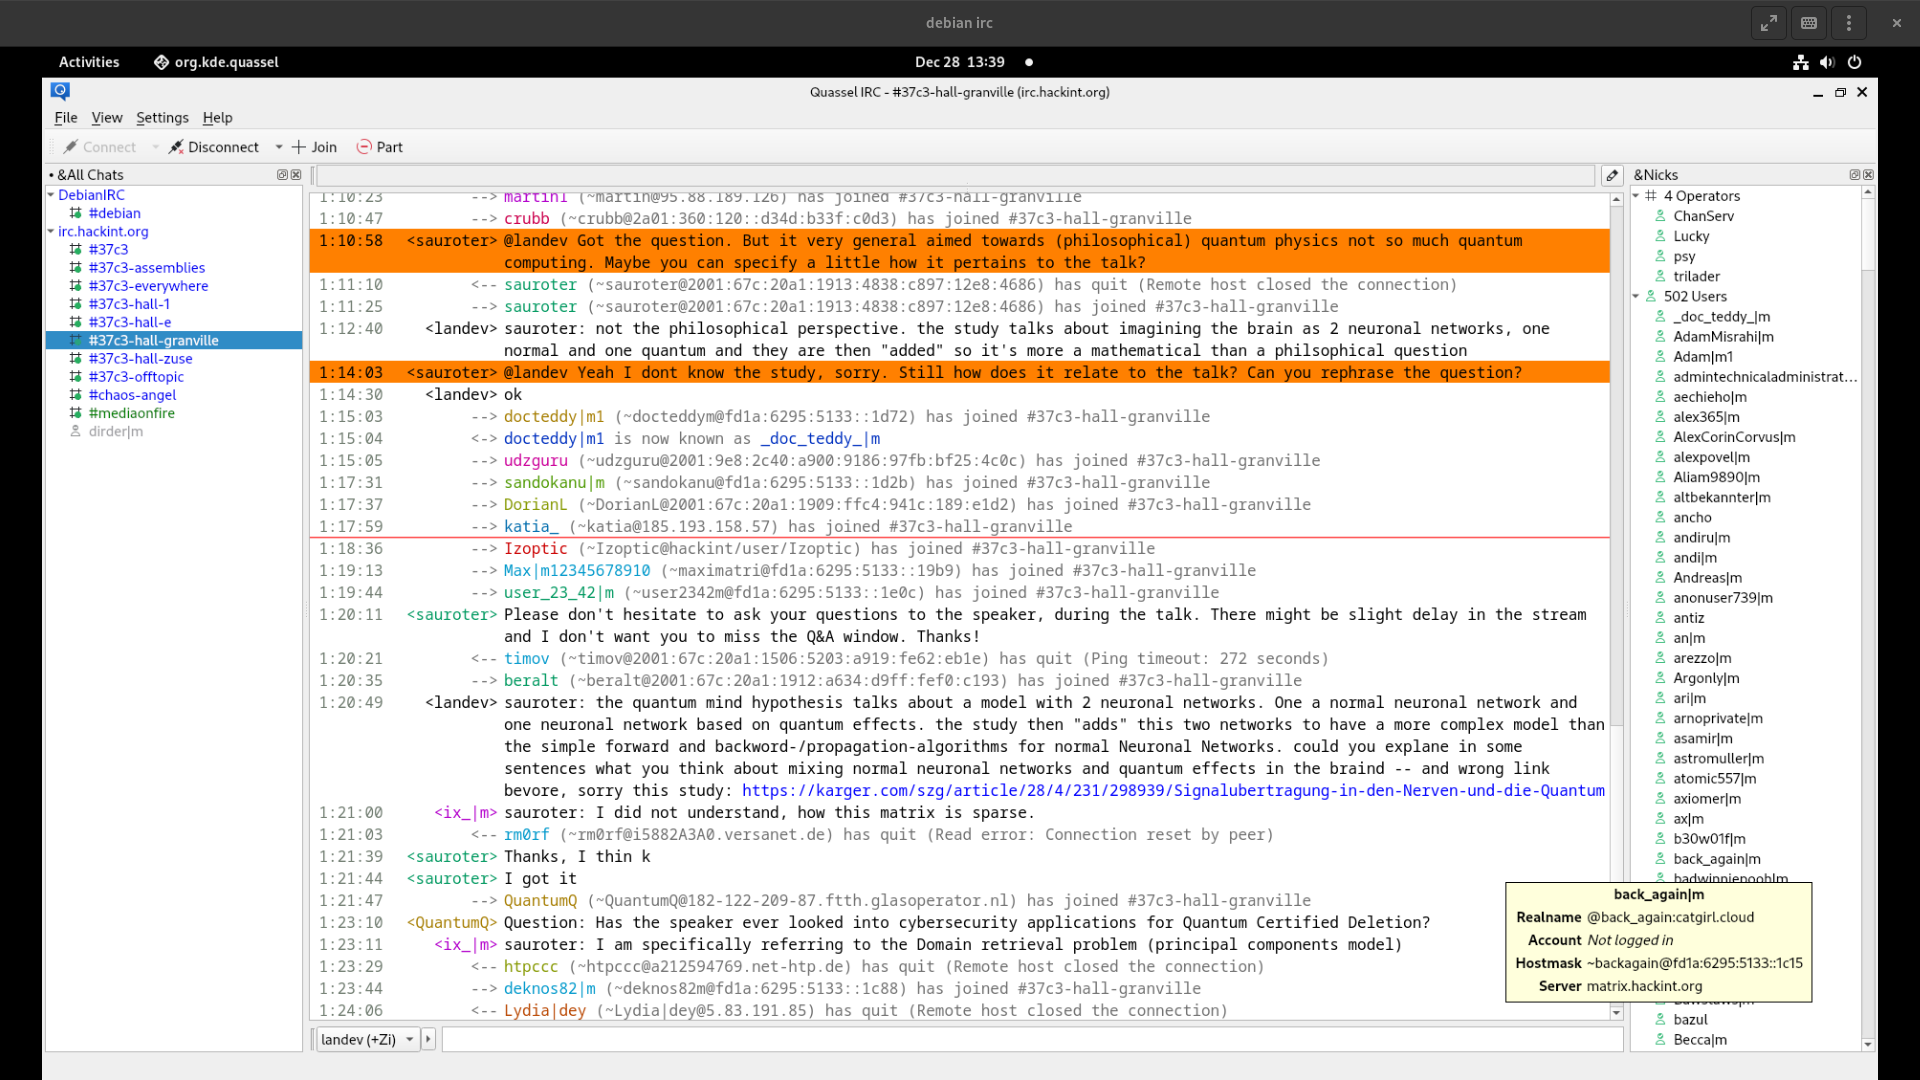 debian irc
Activities org.kde.quassel Dec 28 13:39
Quassel IRC - #37c3-hall-granville (irc.hackint.org)
File View Settings Help
Connect Disconnect Join Part
• &All Chats
DebianIRC
#debian
irc.hackint.org
#37c3
#37c3-assemblies
#37c3-everywhere
#37c3-hall-1
#37c3-hall-e
#37c3-hall-granville
#37c3-hall-zuse
#37c3-offtopic
#chaos-angel
#mediaonfire
dirder|m
1:10:23 --> martin1 (~martin@95.88.189.126) has joined #37c3-hall-granville
1:10:47 --> crubb (~crubb@2a01:360:120::d34d:b33f:c0d3) has joined #37c3-hall-granville
1:10:58 <sauroter> @landev Got the question. But it very general aimed towards (philosophical) quantum physics not so much quantum
computing. Maybe you can specify a little how it pertains to the talk?
1:11:10 <-- sauroter (~sauroter@2001:67c:20a1:1913:4838:c897:12e8:4686) has quit (Remote host closed the connection)
1:11:25 --> sauroter (~sauroter@2001:67c:20a1:1913:4838:c897:12e8:4686) has joined #37c3-hall-granville
1:12:40 <landev> sauroter: not the philosophical perspective. the study talks about imagining the brain as 2 neuronal networks, one
normal and one quantum and they are then "added" so it's more a mathematical than a philsophical question
1:14:03 <sauroter> @landev Yeah I dont know the study, sorry. Still how does it relate to the talk? Can you rephrase the question?
1:14:30 <landev> ok
1:15:03 --> docteddy|m1 (~docteddym@fd1a:6295:5133::1d72) has joined #37c3-hall-granville
1:15:04 <-> docteddy|m1 is now known as _doc_teddy_|m
1:15:05 --> udzguru (~udzguru@2001:9e8:2c40:a900:9186:97fb:bf25:4c0c) has joined #37c3-hall-granville
1:17:31 --> sandokanu|m (~sandokanu@fd1a:6295:5133::1d2b) has joined #37c3-hall-granville
1:17:37 --> DorianL (~DorianL@2001:67c:20a1:1909:ffc4:941c:189:e1d2) has joined #37c3-hall-granville
1:17:59 --> katia_ (~katia@185.193.158.57) has joined #37c3-hall-granville
1:18:36 --> Izoptic (~Izoptic@hackint/user/Izoptic) has joined #37c3-hall-granville
1:19:13 --> Max|m12345678910 (~maximatri@fd1a:6295:5133::19b9) has joined #37c3-hall-granville
1:19:44 --> user_23_42|m (~user2342m@fd1a:6295:5133::1e0c) has joined #37c3-hall-granville
1:20:11 <sauroter> Please don't hesitate to ask your questions to the speaker, during the talk. There might be slight delay in the stream
and I don't want you to miss the Q&A window. Thanks!
1:20:21 <-- timov (~timov@2001:67c:20a1:1506:5203:a919:fe62:eb1e) has quit (Ping timeout: 272 seconds)
1:20:35 --> beralt (~beralt@2001:67c:20a1:1912:a634:d9ff:fef0:c193) has joined #37c3-hall-granville
1:20:49 <landev> sauroter: the quantum mind hypothesis talks about a model with 2 neuronal networks. One a normal neuronal network and
one neuronal network based on quantum effects. the study then "adds" this two networks to have a more complex model than
the simple forward and backword-/propagation-algorithms for normal Neuronal Networks. could you explane in some
sentences what you think about mixing normal neuronal networks and quantum effects in the braind -- and wrong link
bevore, sorry this study: https://karger.com/szg/article/28/4/231/298939/Signalubertragung-in-den-Nerven-und-die-Quantum
1:21:00 <ix_|m> sauroter: I did not understand, how this matrix is sparse.
1:21:03 <-- rm0rf (~rm0rf@i5882A3A0.versanet.de) has quit (Read error: Connection reset by peer)
1:21:39 <sauroter> Thanks, I thin k
1:21:44 <sauroter> I got it
1:21:47 --> QuantumQ (~QuantumQ@182-122-209-87.ftth.glasoperator.nl) has joined #37c3-hall-granville
1:23:10 <QuantumQ> Question: Has the speaker ever looked into cybersecurity applications for Quantum Certified Deletion?
1:23:11 <ix_|m> sauroter: I am specifically referring to the Domain retrieval problem (principal components model)
1:23:29 <-- htpccc (~htpccc@a212594769.net-htp.de) has quit (Remote host closed the connection)
1:23:44 --> deknos82|m (~deknos82m@fd1a:6295:5133::1c88) has joined #37c3-hall-granville
1:24:06 <-- Lydia|dey (~Lydia|dey@5.83.191.85) has quit (Remote host closed the connection)
landev (+Zi)
&Nicks
4 Operators
ChanServ
Lucky
psy
trilader
502 Users
_doc_teddy_|m
AdamMisrahi|m
Adam|m1
admintechnicaladministrat...
aechieho|m
alex365|m
AlexCorinCorvus|m
alexpovel|m
Aliam9890|m
altbekannter|m
ancho
andiru|m
andi|m
Andreas|m
anonuser739|m
antiz
an|m
arezzo|m
Argonly|m
ari|m
arnoprivate|m
asamir|m
astromuller|m
atomic557|m
axiomer|m
ax|m
b30w01f|m
back_again|m
badwinniepooh|m
back_again|m
Realname @back_again:catgirl.cloud
Account Not logged in
Hostmask ~backagain@fd1a:6295:5133::1c15
Server matrix.hackint.org
bazul
Becca|m